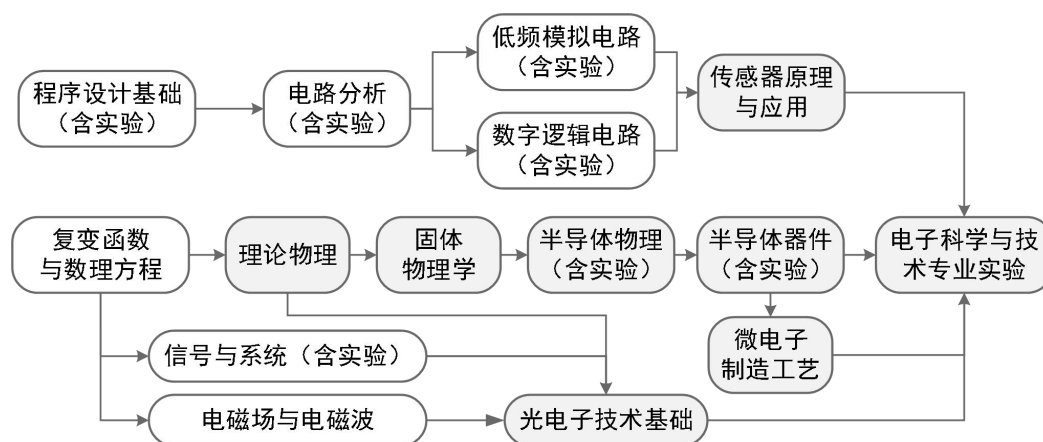 低频模拟电路
（含实验）
程序设计基础
（含实验）
电路分析
（含实验）
传感器原理
与应用
数字逻辑电路
（含实验）
复变函数
与数理方程
理论物理
固体
物理学
半导体物理
（含实验）
半导体器件
（含实验）
电子科学与技
术专业实验
信号与系统（含实验）
微电子
制造工艺
电磁场与电磁波
光电子技术基础